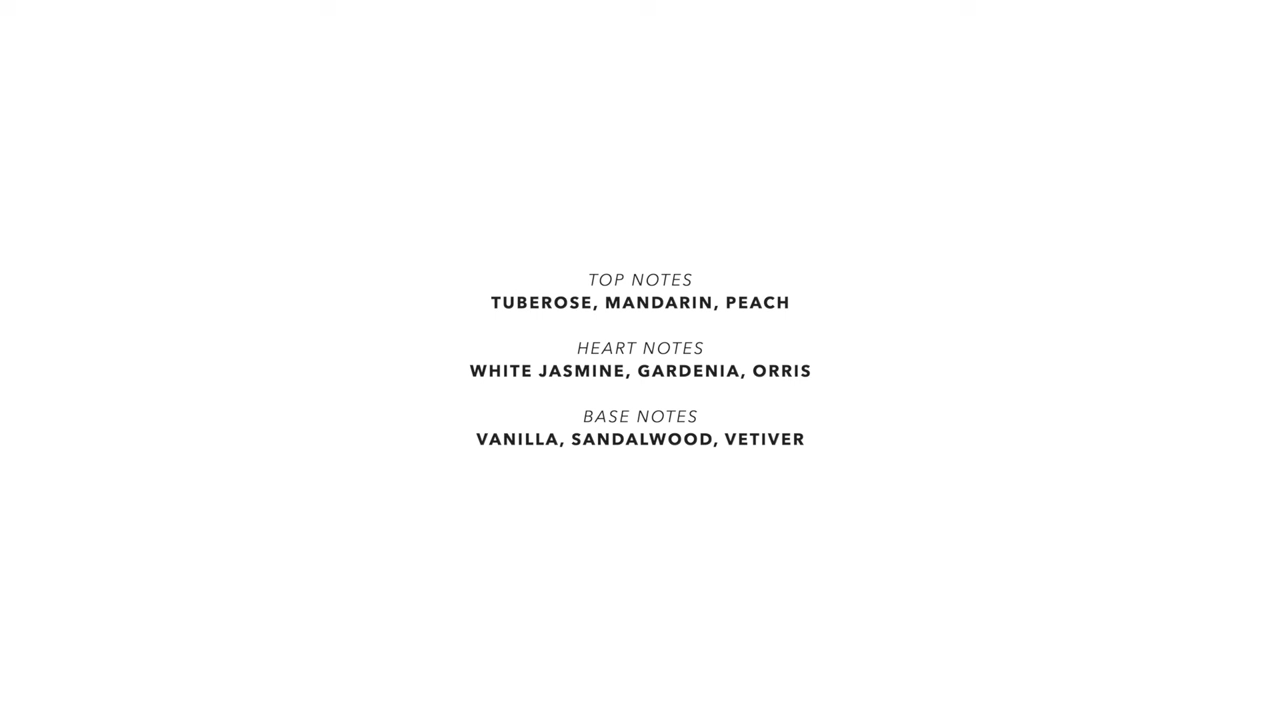 TOP NOTES
TUBEROSE, MANDARIN, PEACH
HEART NOTES
WHITE JASMINE, GARDENIA, ORRIS
BASE NOTES
VANILLA, SANDALWOOD, VETIVER